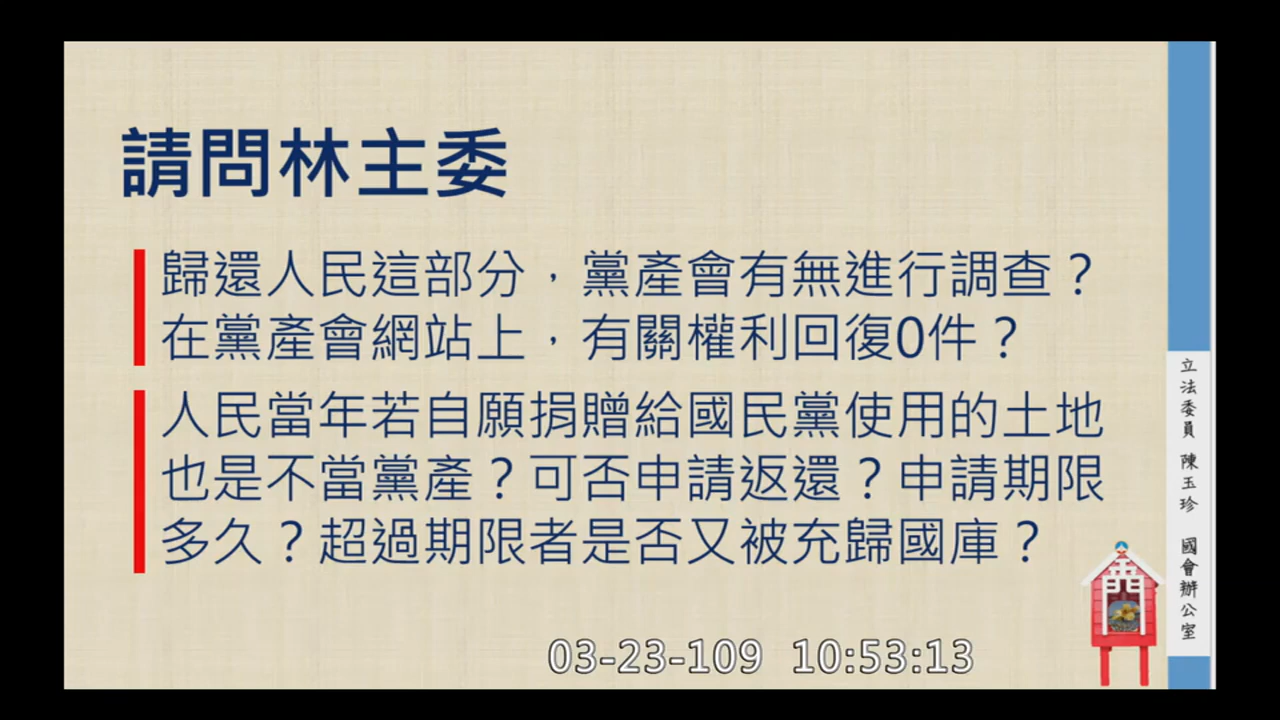 請問林主委
歸還人民這部分，黨產會有無進行調查？
在黨產會網站上，有關權利回復0件？
人民當年若自願捐贈給國民黨使用的土地
也是不當黨產？可否申請返還？申請期限
多久？超過期限者是否又被充歸國庫？
立法委員 陳玉珍 國會辦公室
03-23-109 10:53:13